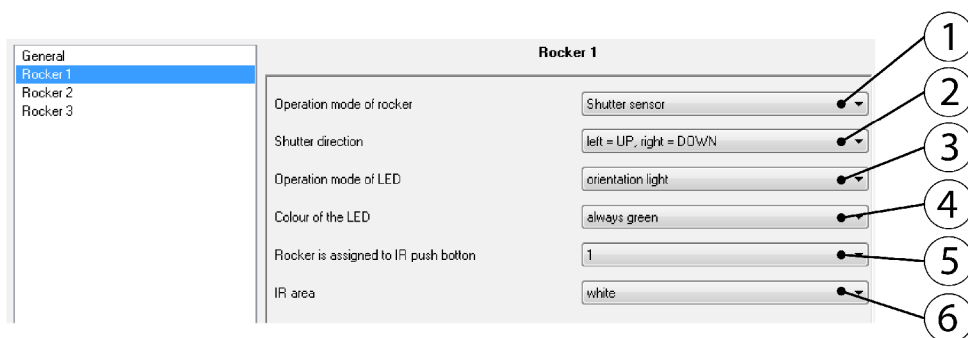 General
Rocker 1
Rocker 2
Rocker 3
Rocker 1
Operation mode of rocker Shutter sensor 1
Shutter direction left = UP, right = DOWN 2
Operation mode of LED orientation light 3
Colour of the LED always green 4
Rocker is assigned to IR push botton 1 5
IR area white 6